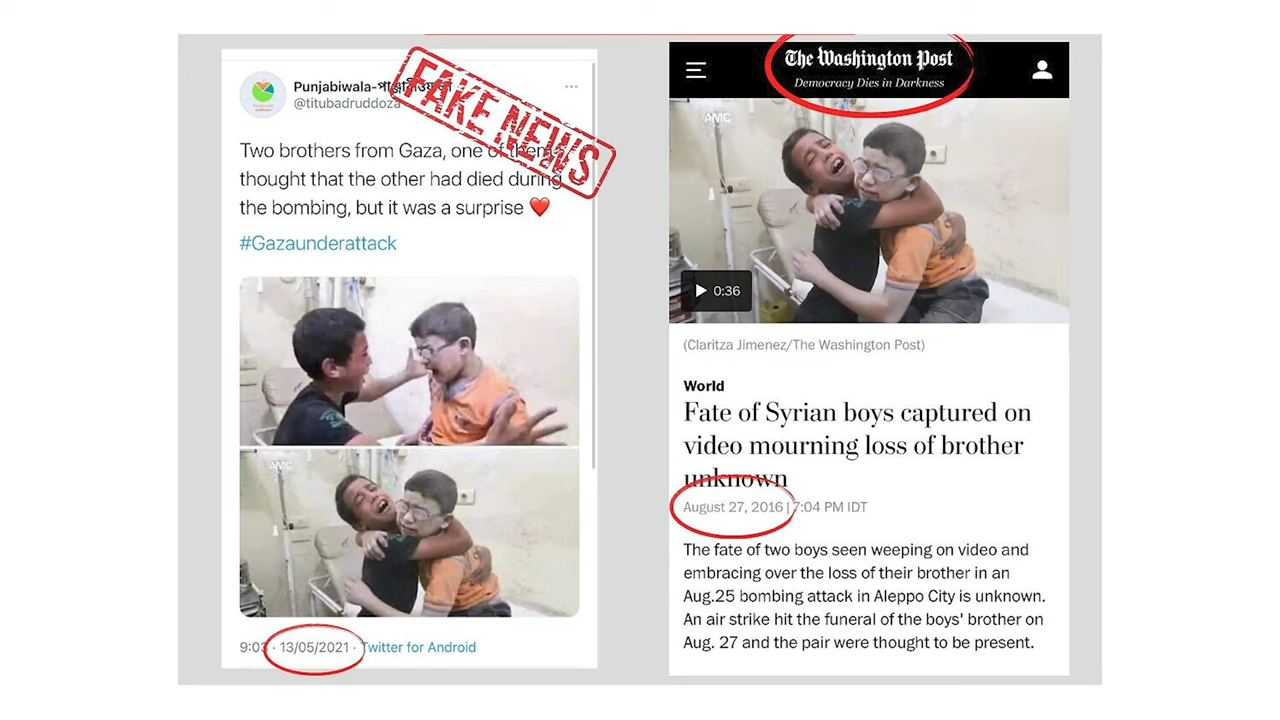 Punjabiwala-পাঞ্জাবিওয়ালা
@titubadruddoza
FAKE NEWS
Two brothers from Gaza, one of them
thought that the other had died during
the bombing, but it was a surprise ❤️
#Gazaunderattack
AMC
9:03 · 13/05/2021 · Twitter for Android
The Washington Post
Democracy Dies in Darkness
AMC
0:36
(Claritza Jimenez/The Washington Post)
World
Fate of Syrian boys captured on
video mourning loss of brother
unknown
August 27, 2016 | 7:04 PM IDT
The fate of two boys seen weeping on video and
embracing over the loss of their brother in an
Aug.25 bombing attack in Aleppo City is unknown.
An air strike hit the funeral of the boys' brother on
Aug. 27 and the pair were thought to be present.